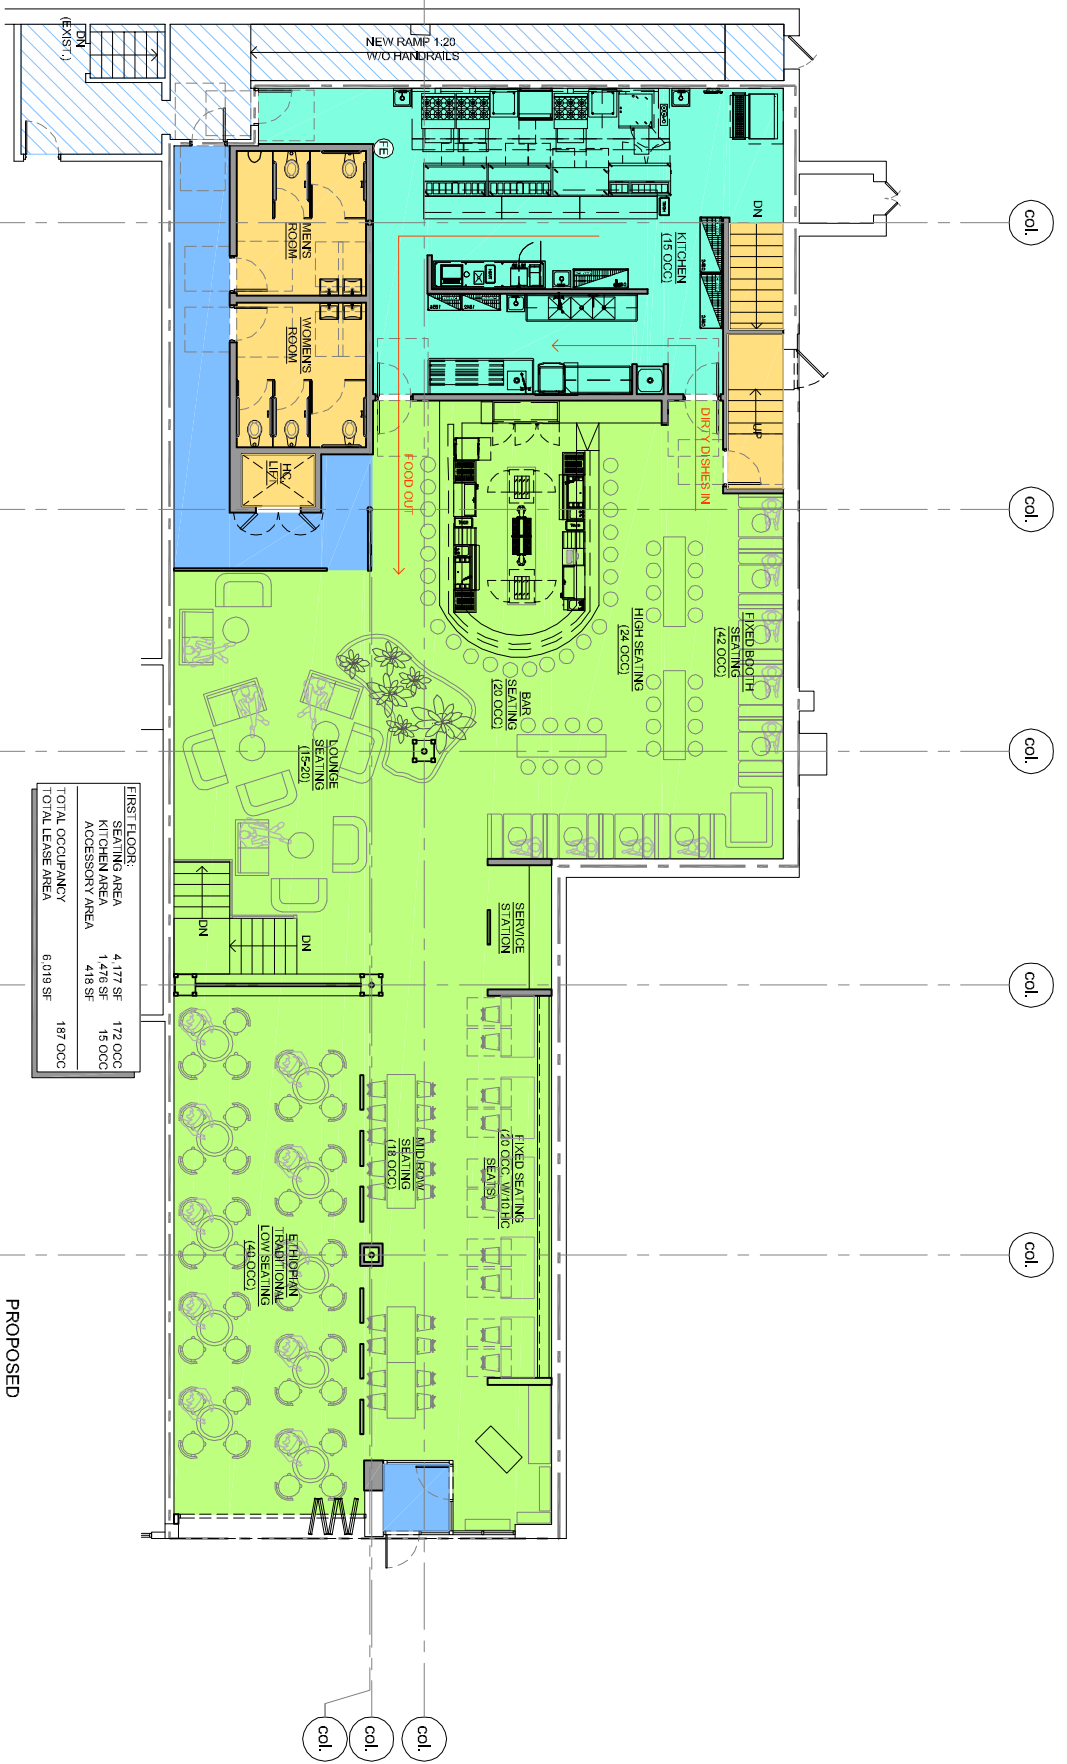 DN
(EXIST.)
NEW RAMP 1:20
W/O HANDRAILS
FE
MEN'S
ROOM
WOMEN'S
ROOM
HC
LIFT
KITCHEN
(15 OCC)
DN
UP
DIRTY DISHES IN
FOOD OUT
FIXED BOOTH
SEATING
(42 OCC)
HIGH SEATING
(24 OCC)
BAR
SEATING
(20 OCC)
LOUNGE
SEATING
(15-20)
DN
DN
SERVICE
STATION
FIXED SEATING
(20 OCC. W/10 HC
SEATS)
MID ROW
SEATING
(18 OCC)
ETHIOPIAN
TRADITIONAL
LOW SEATING
(40 OCC)
FIRST FLOOR:
SEATING AREA 4,177 SF 172 OCC
KITCHEN AREA 1,476 SF 15 OCC
ACCESSORY AREA 418 SF
TOTAL OCCUPANCY 187 OCC
TOTAL LEASE AREA 6,019 SF
PROPOSED
col.
col.
col.
col.
col.
col.
col.
col.